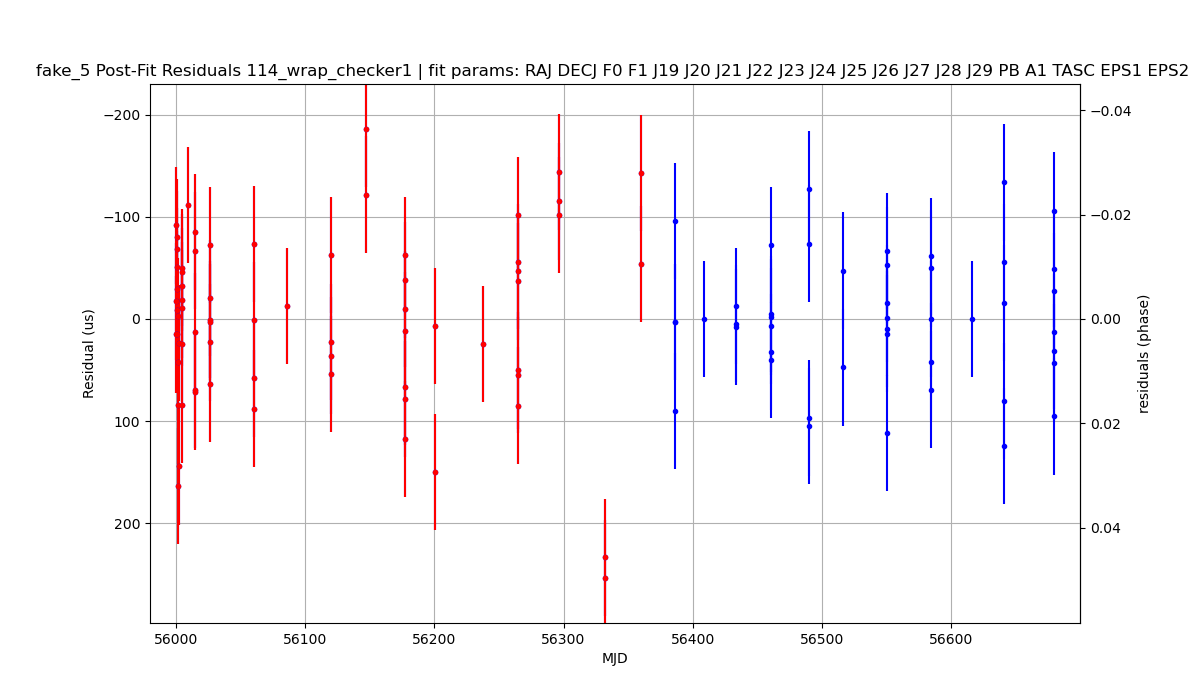 fake_5 Post-Fit Residuals 114_wrap_checker1 | fit params: RAJ DECJ F0 F1 J19 J20 J21 J22 J23 J24 J25 J26 J27 J28 J29 PB A1 TASC EPS1 EPS2
−200
−100
0
100
200
Residual (us)
−0.04
−0.02
0.00
0.02
0.04
residuals (phase)
56000 56100 56200 56300 56400 56500 56600
MJD